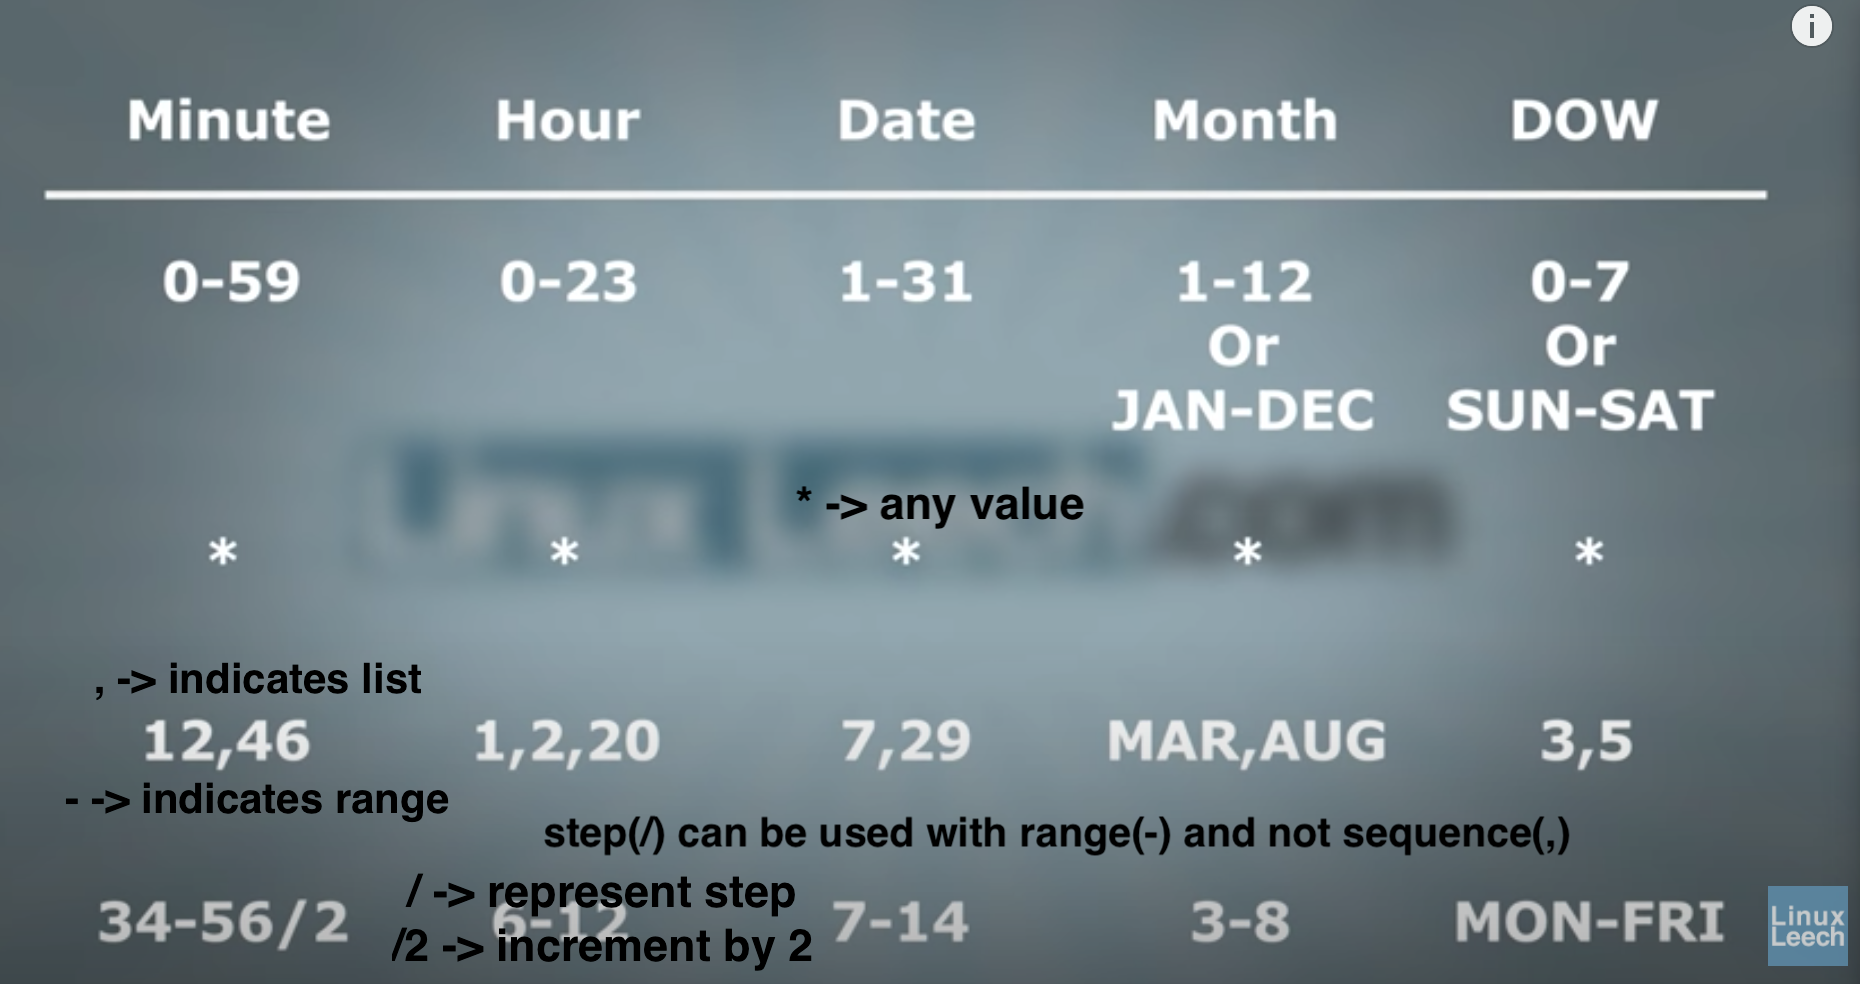 Minute Hour Date Month DOW
0-59 0-23 1-31 1-12 0-7
Or Or
JAN-DEC SUN-SAT
* -> any value
* * * * *
, -> indicates list
12,46 1,2,20 7,29 MAR,AUG 3,5
- -> indicates range
step(/) can be used with range(-) and not sequence(,)
/ -> represent step
34-56/2 6-12 7-14 3-8 MON-FRI
/2 -> increment by 2
.com
i
Linux
Leech